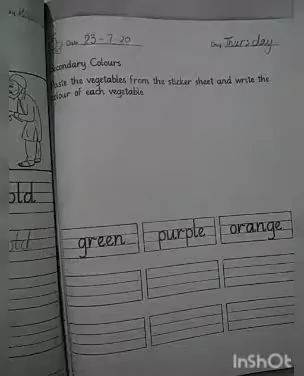 Date 23-7-20
Day Thursday
Secondary Colours
Paste the vegetables from the sticker sheet and write the
colour of each vegetable
old
old
green purple orange
InShOt